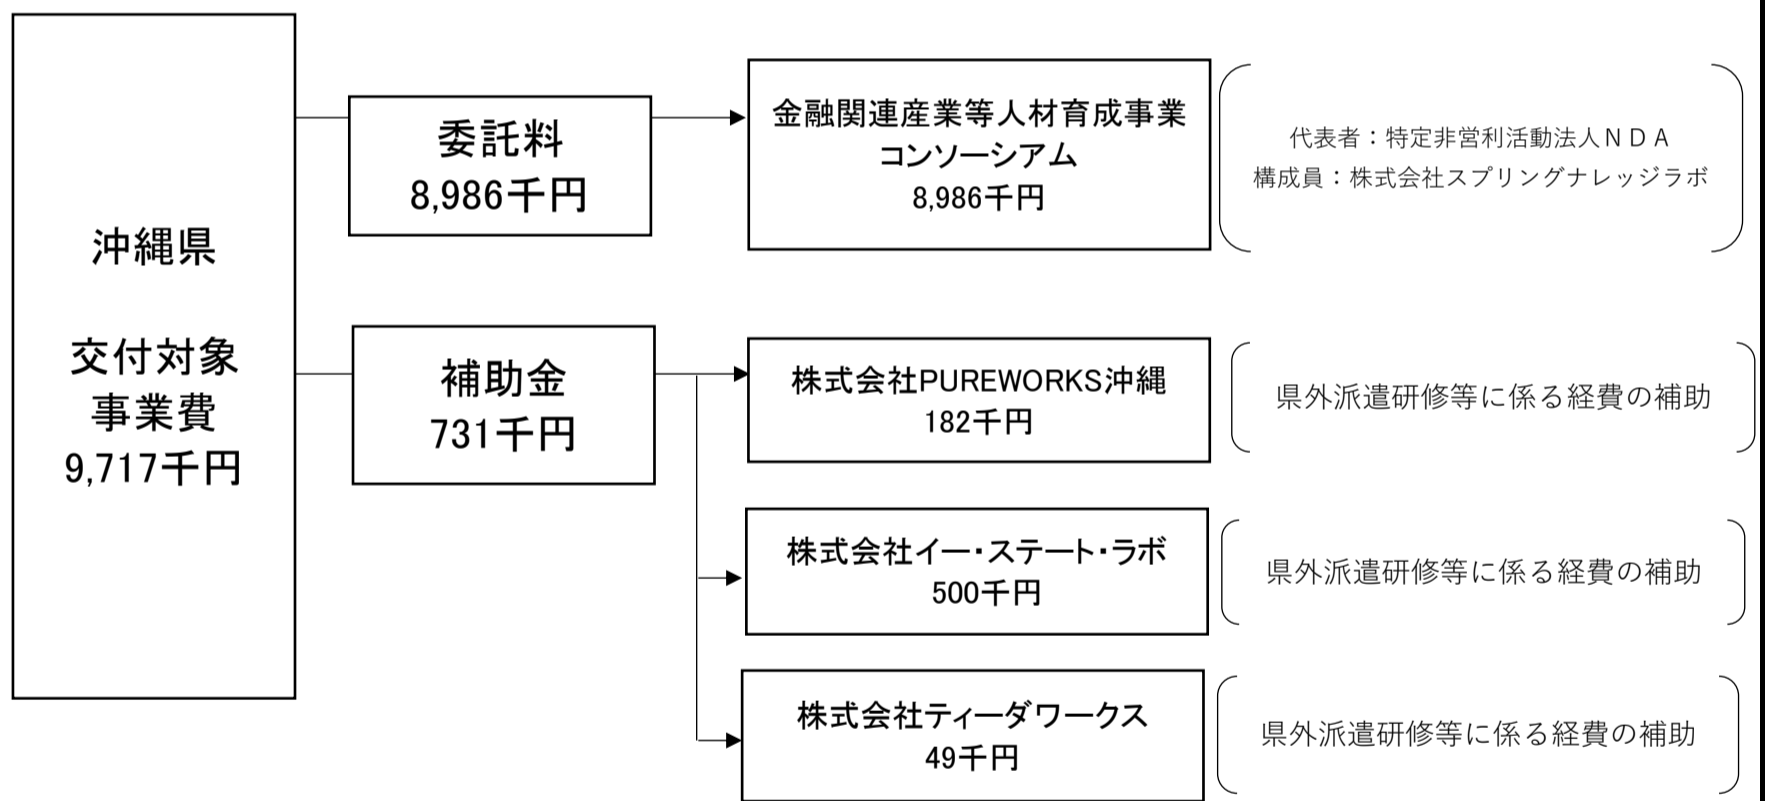 沖縄県
交付対象
事業費
9,717千円
委託料
8,986千円
金融関連産業等人材育成事業
コンソーシアム
8,986千円
代表者：特定非営利活動法人ＮＤＡ
構成員：株式会社スプリングナレッジラボ
補助金
731千円
株式会社PUREWORKS沖縄
182千円
県外派遣研修等に係る経費の補助
株式会社イー・ステート・ラボ
500千円
県外派遣研修等に係る経費の補助
株式会社ティーダワークス
49千円
県外派遣研修等に係る経費の補助